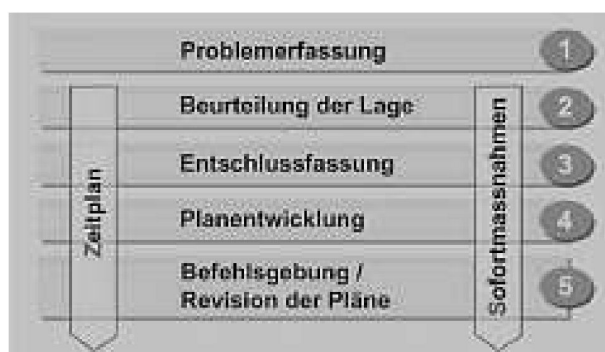 Problemerfassung 1
Beurteilung der Lage 2
Entschlussfassung 3
Planentwicklung 4
Befehlsgebung /
Revision der Pläne 5
Zeitplan
Sofortmassnahmen